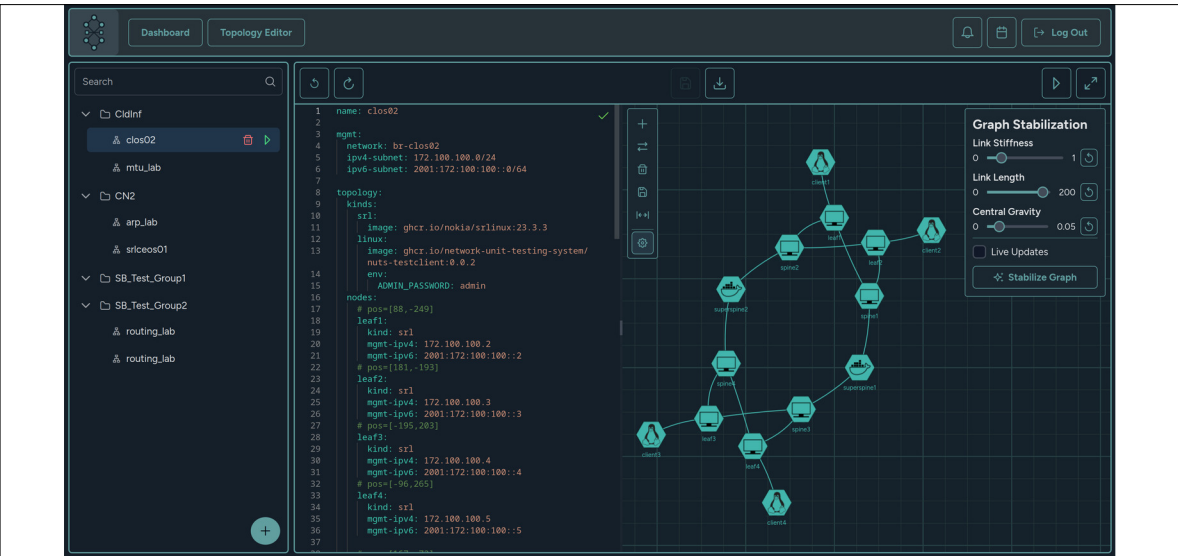 Dashboard
Topology Editor
Log Out
Search
CldInf
clos02
mtu_lab
CN2
arp_lab
srlceos01
SB_Test_Group1
SB_Test_Group2
routing_lab
routing_lab
1 name: clos02
2
3 mgmt:
4 network: br-clos02
5 ipv4-subnet: 172.100.100.0/24
6 ipv6-subnet: 2001:172:100:100::0/64
7
8 topology:
9 kinds:
10 srl:
11 image: ghcr.io/nokia/srlinux:23.3.3
12 linux:
13 image: ghcr.io/network-unit-testing-system/
nuts-testclient:0.0.2
14 env:
15 ADMIN_PASSWORD: admin
16 nodes:
17 # pos=[88,-249]
18 leaf1:
19 kind: srl
20 mgmt-ipv4: 172.100.100.2
21 mgmt-ipv6: 2001:172:100:100::2
22 # pos=[181,-193]
23 leaf2:
24 kind: srl
25 mgmt-ipv4: 172.100.100.3
26 mgmt-ipv6: 2001:172:100:100::3
27 # pos=[-195,203]
28 leaf3:
29 kind: srl
30 mgmt-ipv4: 172.100.100.4
31 mgmt-ipv6: 2001:172:100:100::4
32 # pos=[-96,265]
33 leaf4:
34 kind: srl
35 mgmt-ipv4: 172.100.100.5
36 mgmt-ipv6: 2001:172:100:100::5
37
client1
leaf1
client2
leaf2
spine2
superspine2
spine1
spine4
superspine1
leaf3
spine3
client3
leaf4
client4
Graph Stabilization
Link Stiffness
0 1
Link Length
0 200
Central Gravity
0 0.05
Live Updates
Stabilize Graph